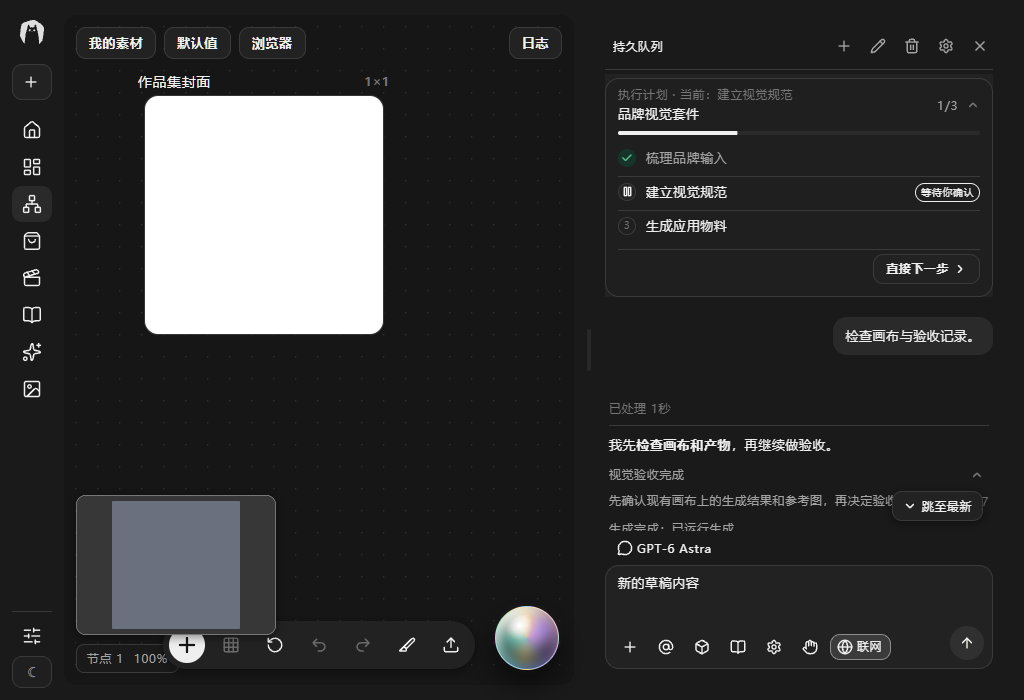 我的素材
默认值
浏览器
日志
作品集封面
1×1
节点 1
100%
持久队列
执行计划 · 当前：建立视觉规范
品牌视觉套件
1/3
梳理品牌输入
建立视觉规范
等待你确认
3
生成应用物料
直接下一步
检查画布与验收记录。
已处理 1秒
我先检查画布和产物，再继续做验收。
视觉验收完成
先确认现有画布上的生成结果和参考图，再决定验收
跳至最新
生成完成：已运行生成
GPT-6 Astra
新的草稿内容
联网